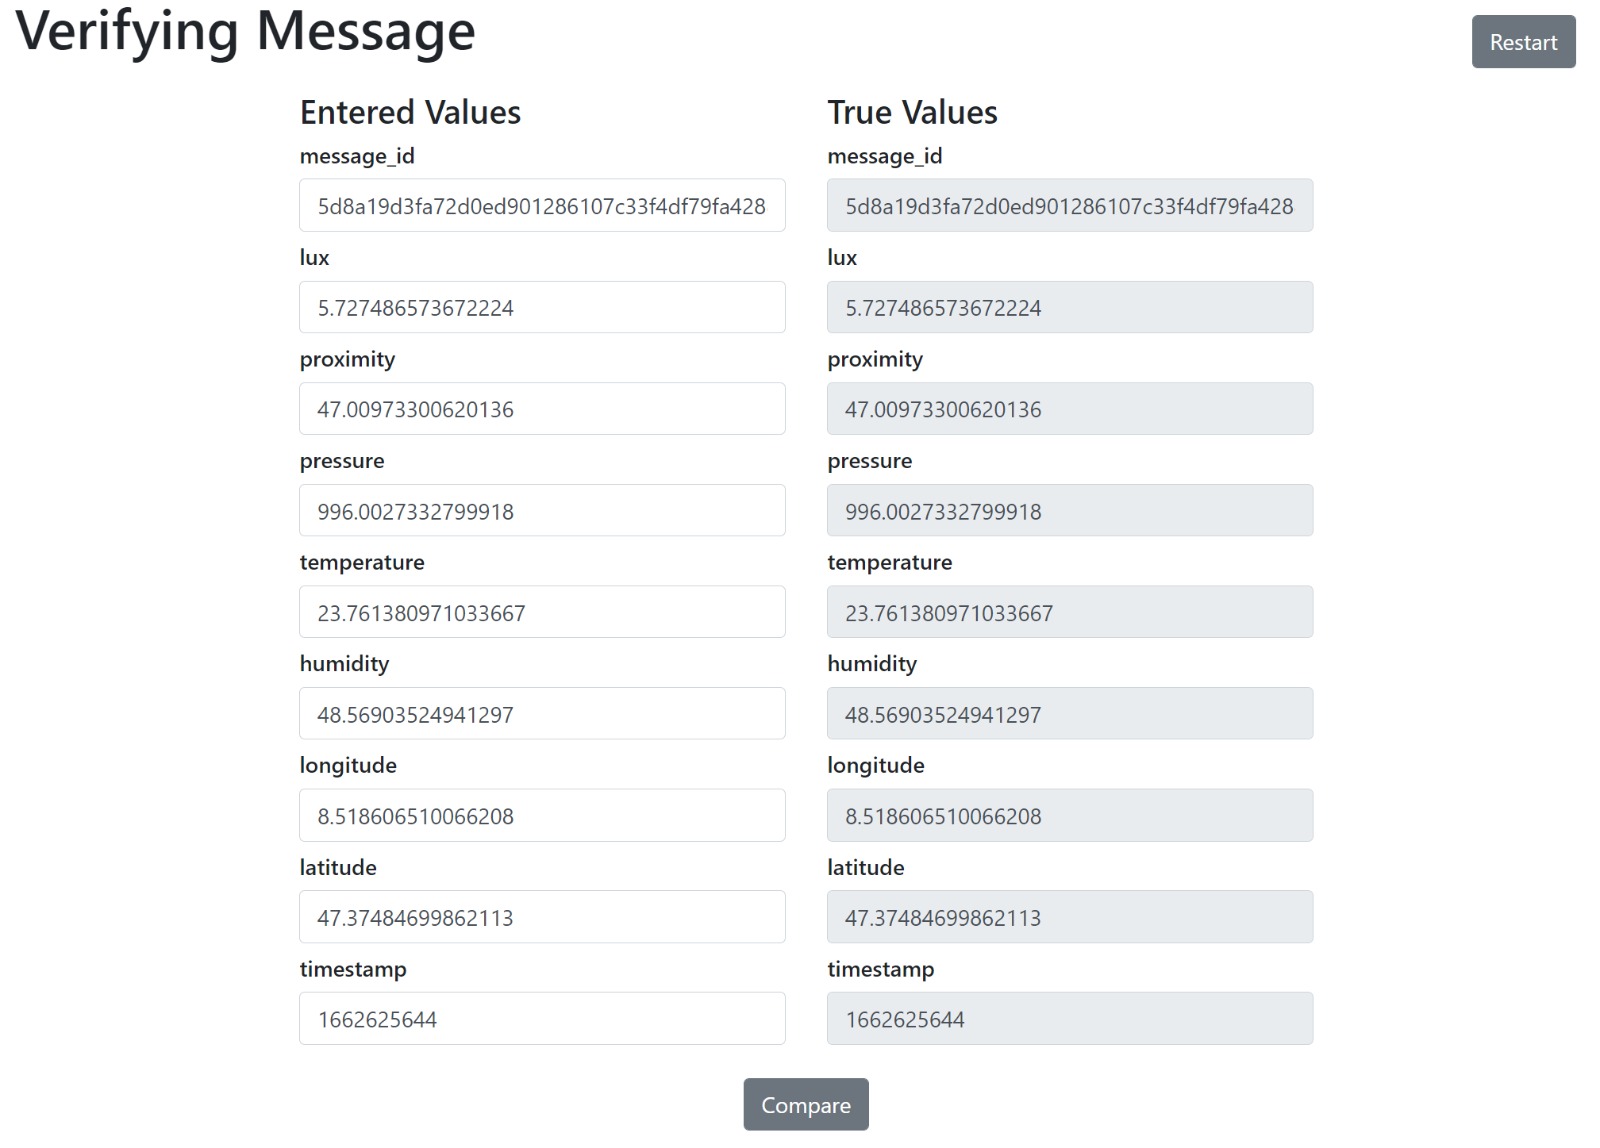 Verifying Message
Restart
Entered Values
message_id
5d8a19d3fa72d0ed901286107c33f4df79fa428
lux
5.727486573672224
proximity
47.00973300620136
pressure
996.0027332799918
temperature
23.761380971033667
humidity
48.56903524941297
longitude
8.518606510066208
latitude
47.37484699862113
timestamp
1662625644
True Values
message_id
5d8a19d3fa72d0ed901286107c33f4df79fa428
lux
5.727486573672224
proximity
47.00973300620136
pressure
996.0027332799918
temperature
23.761380971033667
humidity
48.56903524941297
longitude
8.518606510066208
latitude
47.37484699862113
timestamp
1662625644
Compare